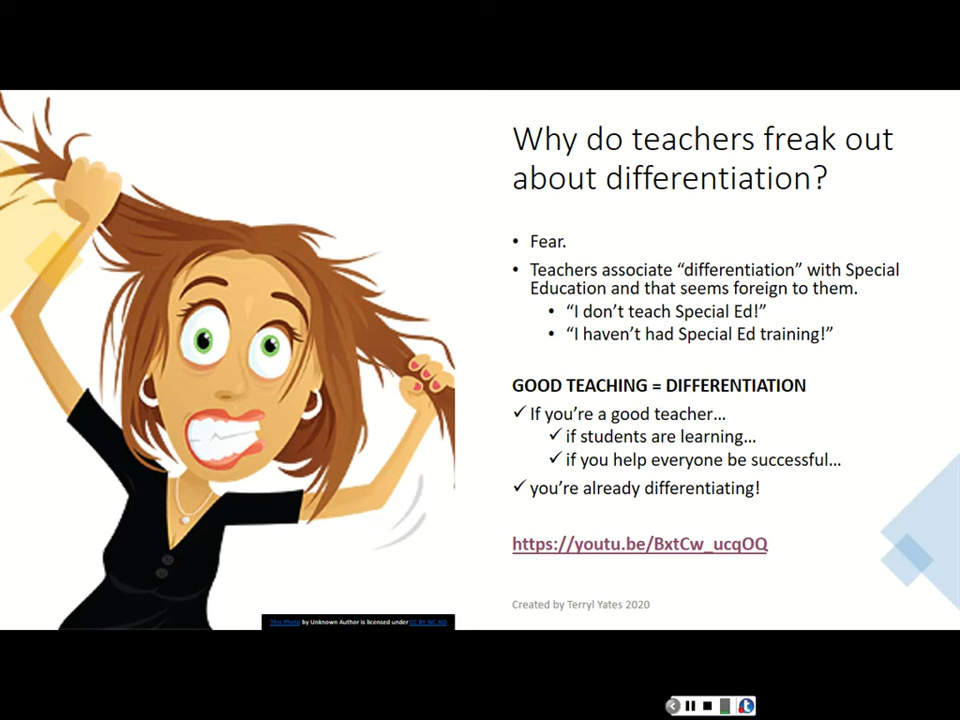 Why do teachers freak out
about differentiation?
• Fear.
• Teachers associate “differentiation” with Special
Education and that seems foreign to them.
• “I don’t teach Special Ed!”
• “I haven’t had Special Ed training!”
GOOD TEACHING = DIFFERENTIATION
✓ If you’re a good teacher…
✓ if students are learning…
✓ if you help everyone be successful…
✓ you’re already differentiating!
https://youtu.be/BxtCw_ucqOQ
Created by Terryl Yates 2020
This Photo by Unknown Author is licensed under CC BY-NC-ND